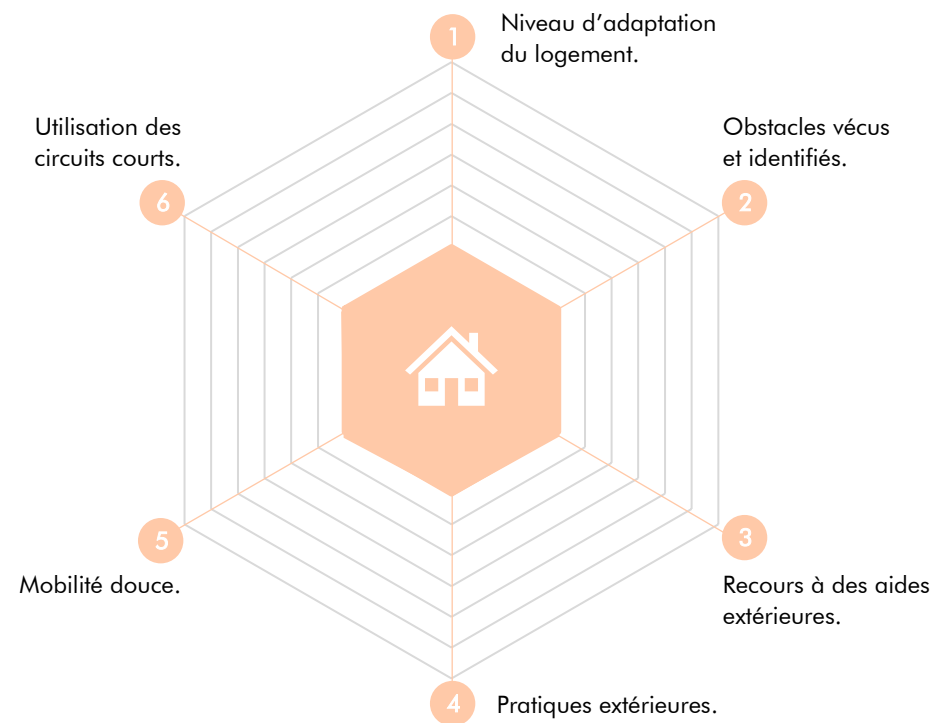 1
Niveau d’adaptation
du logement.
2
Obstacles vécus
et identifiés.
3
Recours à des aides
extérieures.
4
Pratiques extérieures.
5
Mobilité douce.
6
Utilisation des
circuits courts.